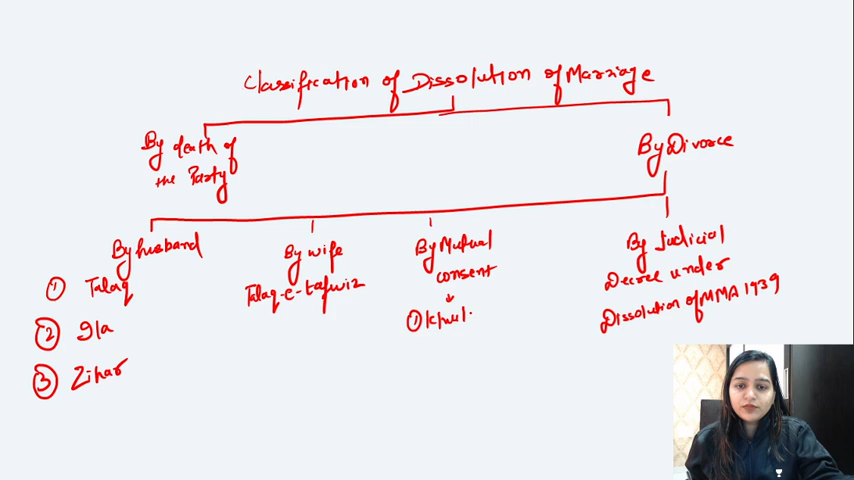 Classification of Dissolution of Marriage
By death of
the Party
By Divorce
By husband
① Talaq
② Ila
③ Zihar
By wife
Talaq-e-tafwiz
By Mutual
consent
① Khul.
By Judicial
Decree under
Dissolution of MMA 1939